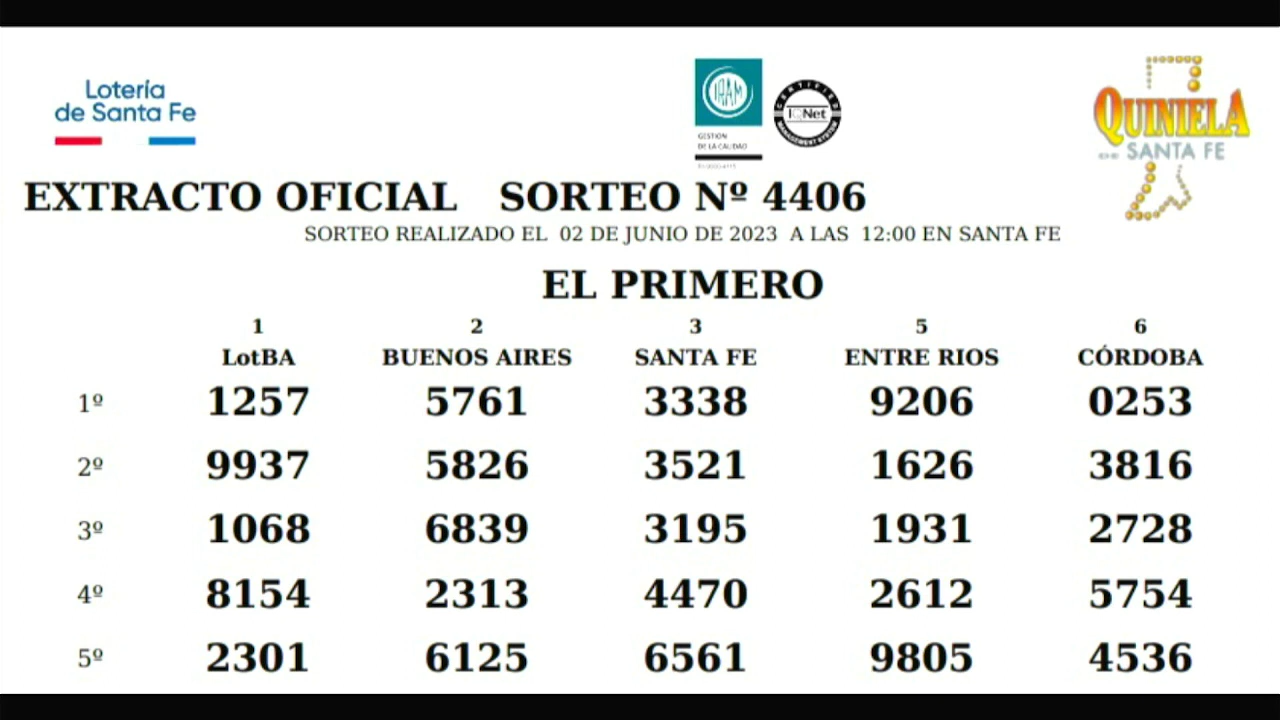 Lotería
de Santa Fe
IRAM
GESTION
DE LA CALIDAD
CERTIFIED
IQNet
MANAGEMENT SYSTEM
QUINIELA
DE SANTA FE
EXTRACTO OFICIAL SORTEO Nº 4406
SORTEO REALIZADO EL 02 DE JUNIO DE 2023 A LAS 12:00 EN SANTA FE
EL PRIMERO
1 2 3 5 6
LotBA BUENOS AIRES SANTA FE ENTRE RIOS CÓRDOBA
1º 1257 5761 3338 9206 0253
2º 9937 5826 3521 1626 3816
3º 1068 6839 3195 1931 2728
4º 8154 2313 4470 2612 5754
5º 2301 6125 6561 9805 4536